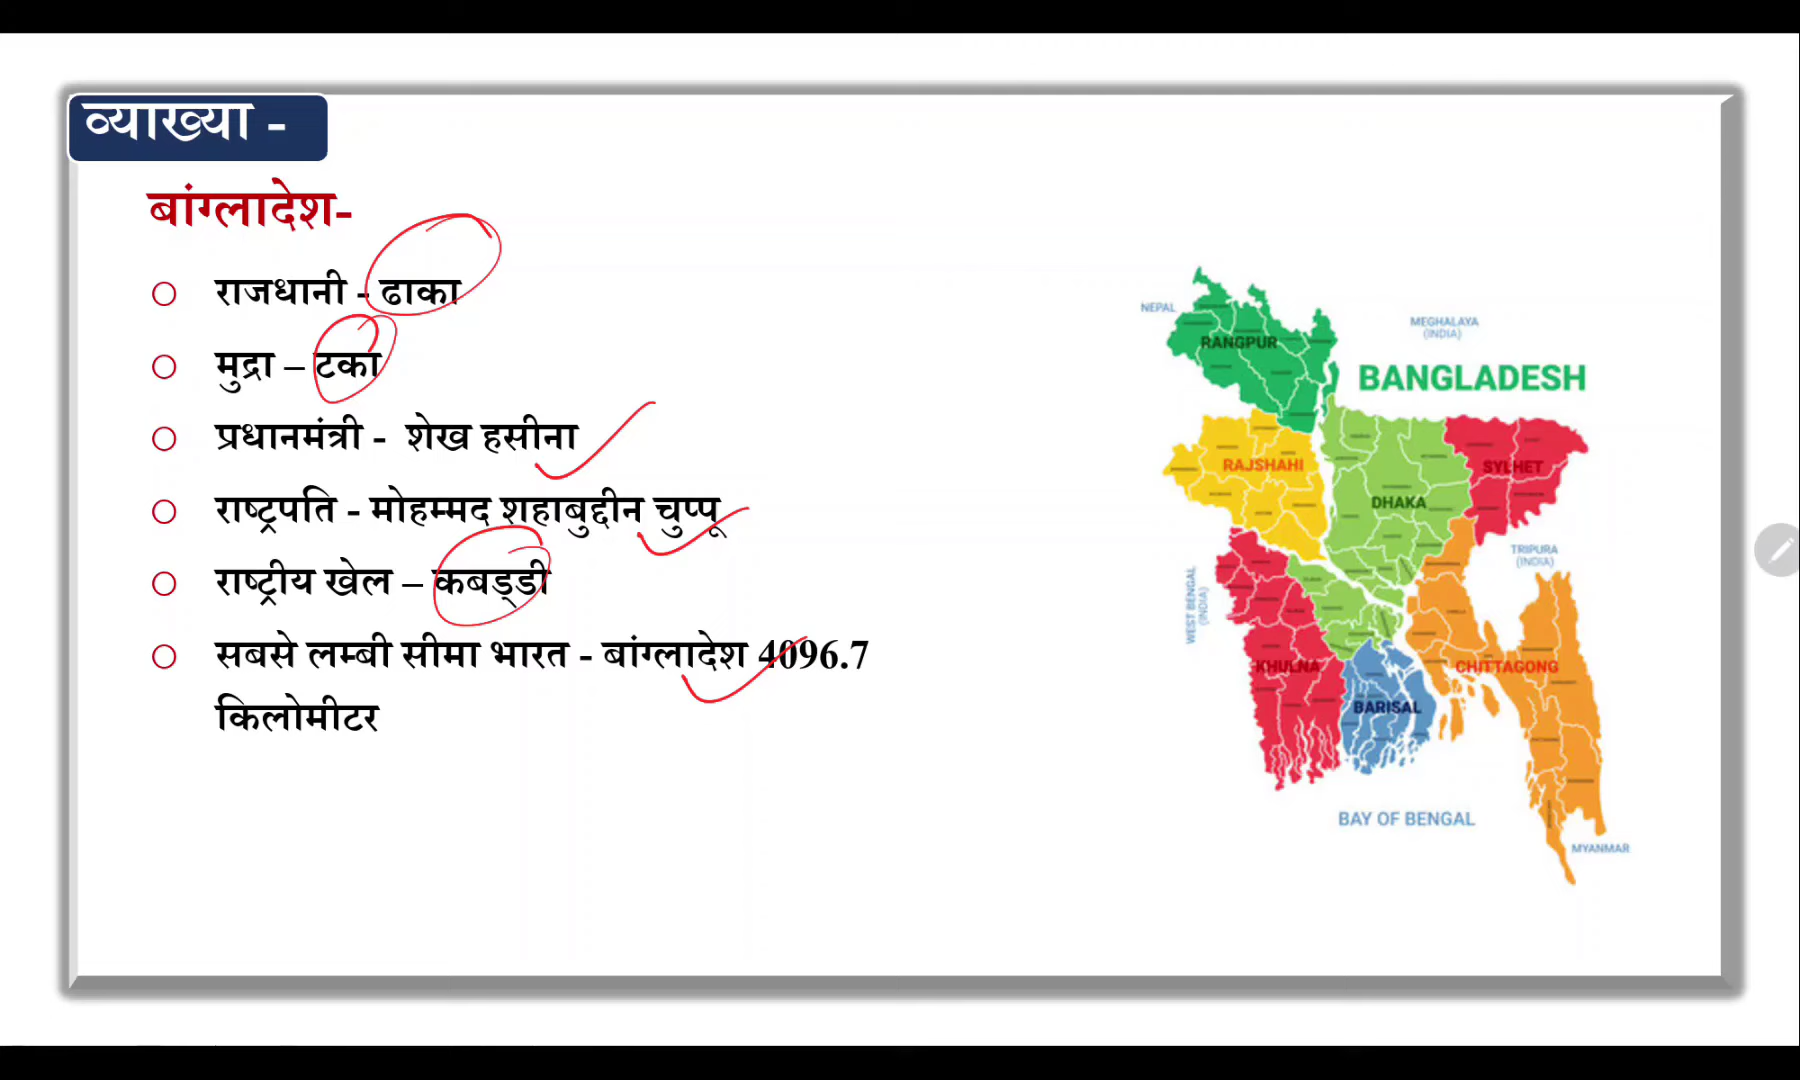 व्याख्या -
बांग्लादेश-
राजधानी - ढाका
मुद्रा – टका
प्रधानमंत्री - शेख हसीना
राष्ट्रपति - मोहम्मद शहाबुद्दीन चुप्पू
राष्ट्रीय खेल – कबड्डी
सबसे लम्बी सीमा भारत - बांग्लादेश 4096.7
किलोमीटर
NEPAL
MEGHALAYA
(INDIA)
RANGPUR
BANGLADESH
RAJSHAHI
SYLHET
DHAKA
TRIPURA
(INDIA)
WEST BENGAL
(INDIA)
KHULNA
CHITTAGONG
BARISAL
BAY OF BENGAL
MYANMAR